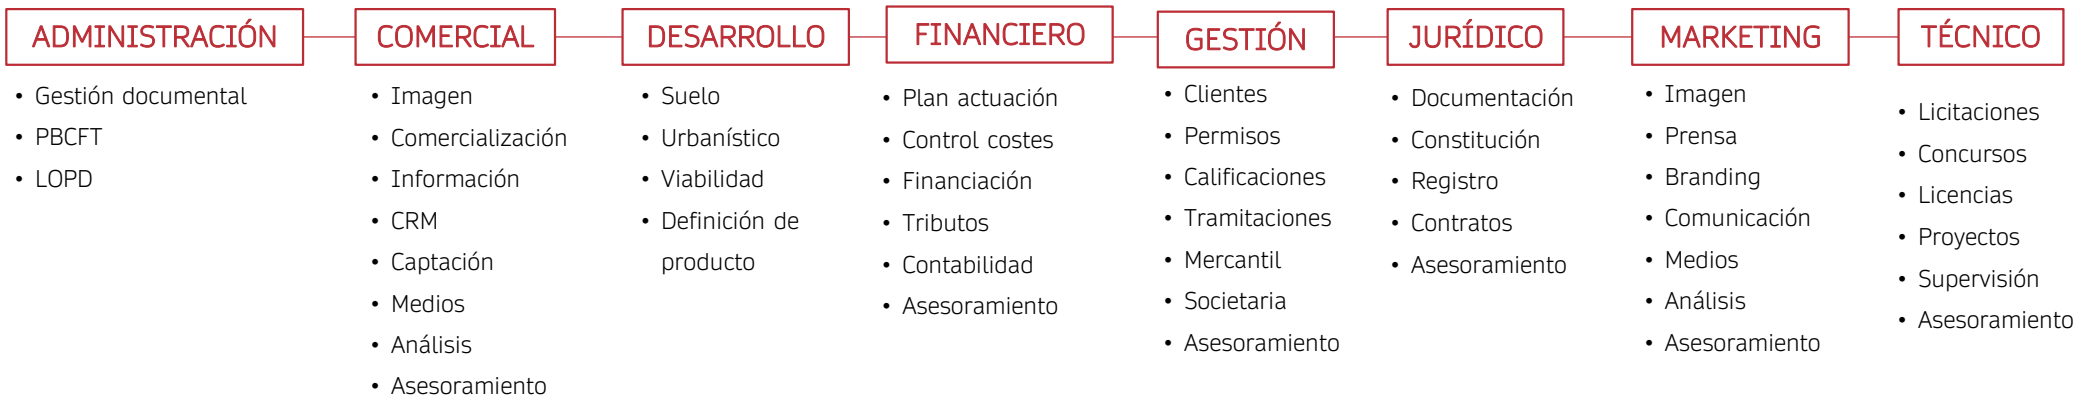 ADMINISTRACIÓN
• Gestión documental
• PBCFT
• LOPD
COMERCIAL
• Imagen
• Comercialización
• Información
• CRM
• Captación
• Medios
• Análisis
• Asesoramiento
DESARROLLO
• Suelo
• Urbanístico
• Viabilidad
• Definición de
producto
FINANCIERO
• Plan actuación
• Control costes
• Financiación
• Tributos
• Contabilidad
• Asesoramiento
GESTIÓN
• Clientes
• Permisos
• Calificaciones
• Tramitaciones
• Mercantil
• Societaria
• Asesoramiento
JURÍDICO
• Documentación
• Constitución
• Registro
• Contratos
• Asesoramiento
MARKETING
• Imagen
• Prensa
• Branding
• Comunicación
• Medios
• Análisis
• Asesoramiento
TÉCNICO
• Licitaciones
• Concursos
• Licencias
• Proyectos
• Supervisión
• Asesoramiento